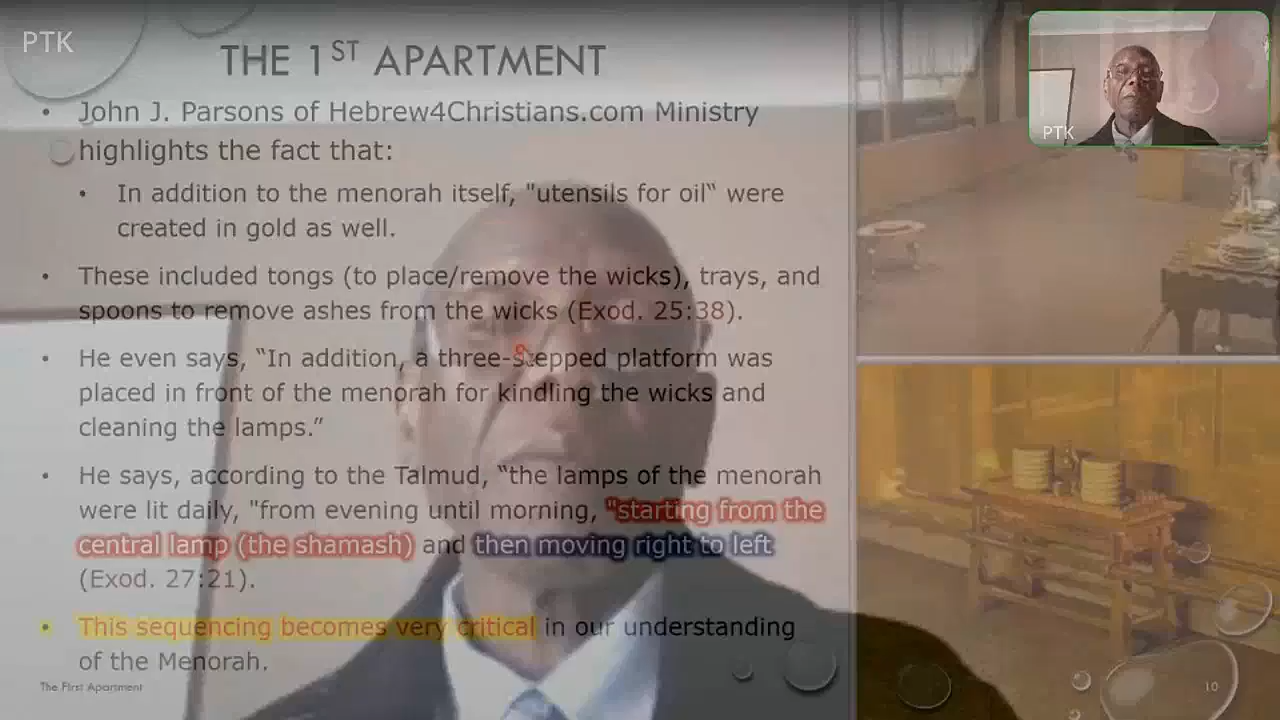 PTK
THE 1ST APARTMENT
• John J. Parsons of Hebrew4Christians.com Ministry
highlights the fact that:
• In addition to the menorah itself, "utensils for oil“ were
created in gold as well.
• These included tongs (to place/remove the wicks), trays, and
spoons to remove ashes from the wicks (Exod. 25:38).
• He even says, “In addition, a three-stepped platform was
placed in front of the menorah for kindling the wicks and
cleaning the lamps.”
• He says, according to the Talmud, “the lamps of the menorah
were lit daily, "from evening until morning, "starting from the
central lamp (the shamash) and then moving right to left
(Exod. 27:21).
• This sequencing becomes very critical in our understanding
of the Menorah.
The First Apartment
10
PTK